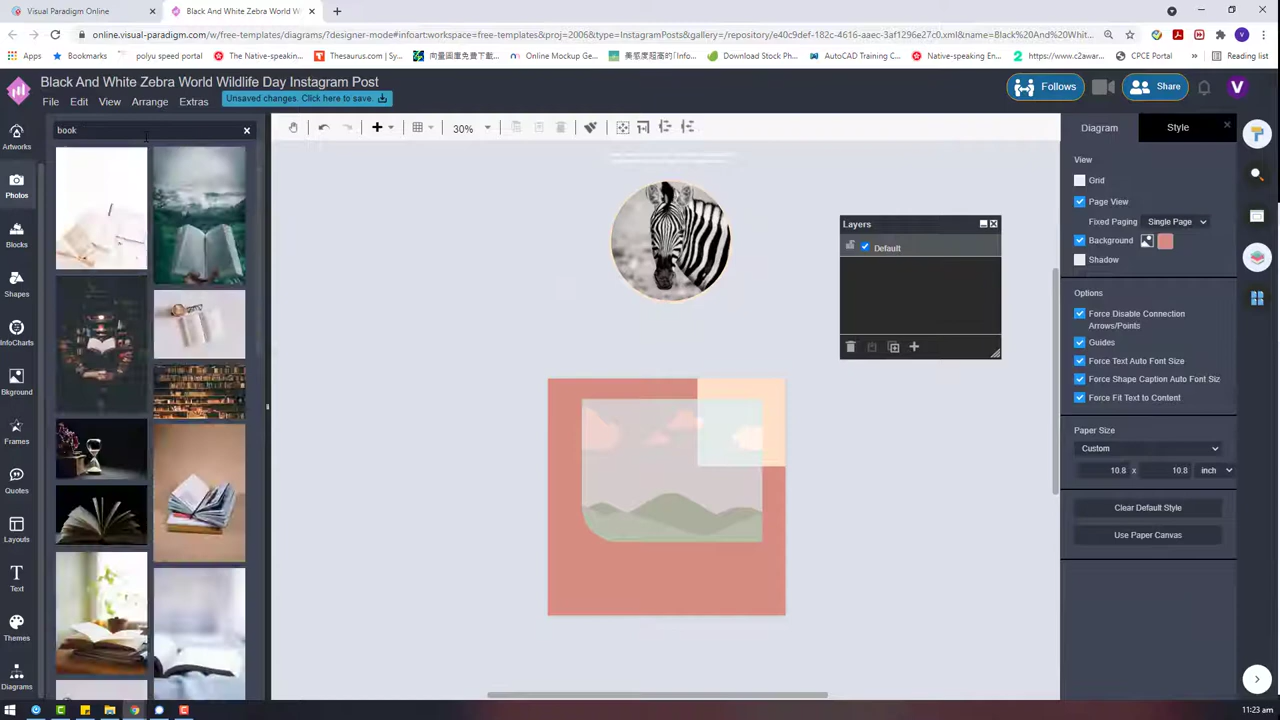 Visual Paradigm Online
Black And White Zebra World W
online.visual-paradigm.com/w/free-templates/diagrams/?designer-mode#infoartworkspace=free-templates&proj=2006&type=InstagramPosts&gallery=/repository/e40c9def-182c-4616-aaec-3af1296e27c0.xml&name=Black%20And%20Whit...
Apps
Bookmarks
polyu speed portal
The Native-speakin...
Thesaurus.com | T...
Online Mockup Ge...
Download Stock Ph...
AutoCAD Training C...
Native-speaking En...
https://www.c2awar...
CPCE Portal
Reading list
Black And White Zebra World Wildlife Day Instagram Post
File Edit View Arrange Extras
Unsaved changes. Click here to save.
Follows
Share
V
book
30%
Artworks
Photos
Blocks
Shapes
InfoCharts
Bkground
Frames
Quotes
Layouts
Text
Themes
Diagrams
Layers
Default
Diagram
Style
View
Grid
Page View
Fixed Paging Single Page
Background
Shadow
Options
Force Disable Connection
Arrows/Points
Guides
Force Text Auto Font Size
Force Shape Caption Auto Font Siz
Force Fit Text to Content
Paper Size
Custom
10.8 x 10.8 inch
Clear Default Style
Use Paper Canvas
11:23 am